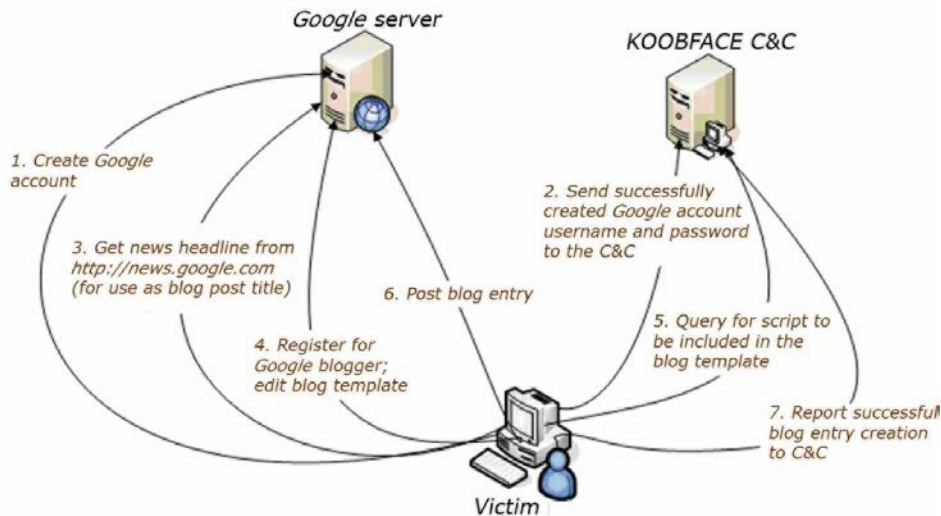 Google server
KOOBFACE C&C
1. Create Google
account
2. Send successfully
created Google account
username and password
to the C&C
3. Get news headline from
http://news.google.com
(for use as blog post title)
4. Register for
Google blogger;
edit blog template
5. Query for script to
be included in the
blog template
6. Post blog entry
7. Report successful
blog entry creation
to C&C
Victim